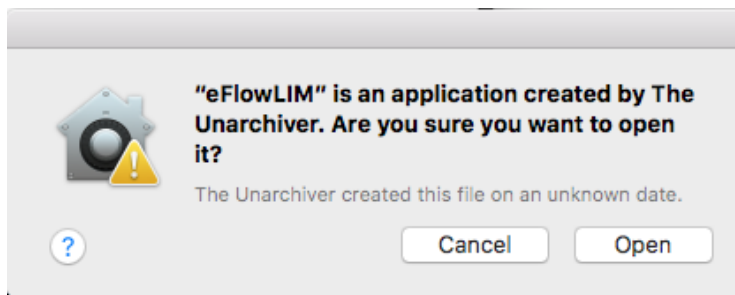 “eFlowLIM” is an application created by The
Unarchiver. Are you sure you want to open
it?
The Unarchiver created this file on an unknown date.
?
Cancel
Open